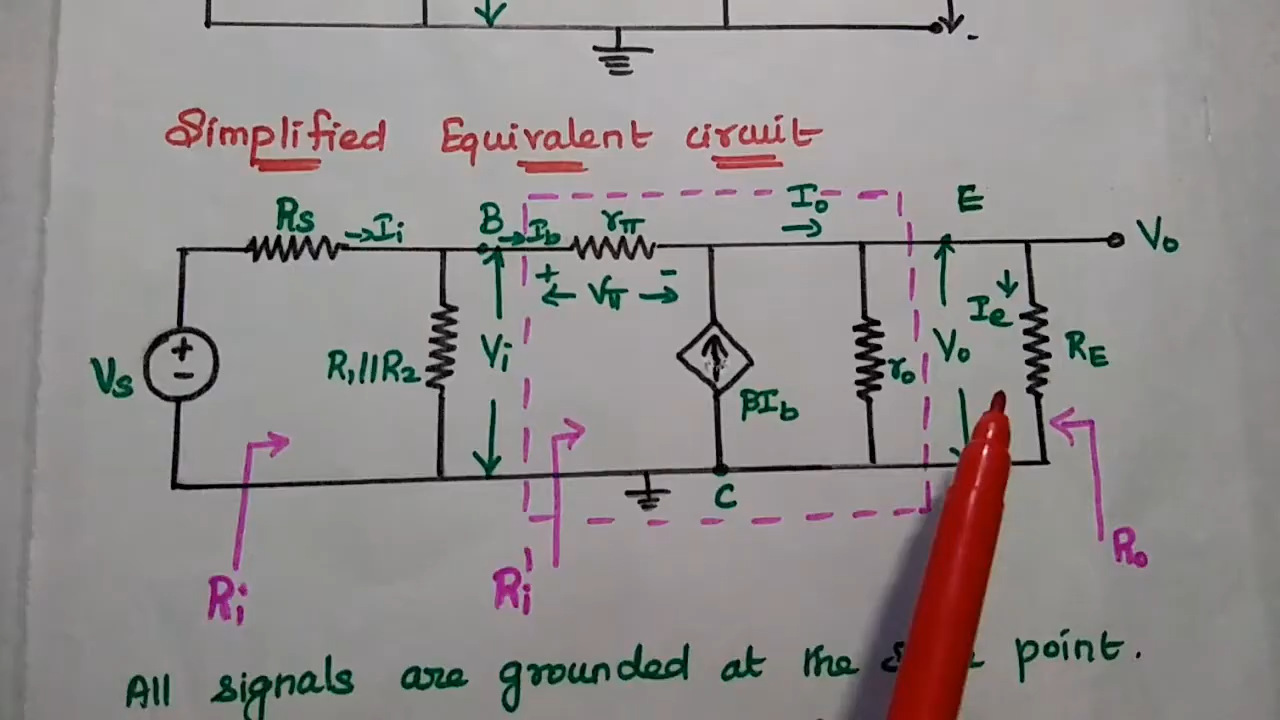 Simplified Equivalent circuit
Rs Ii B Ib rπ Io E
Vo
+ Vπ -
Ie
Vs + - R1//R2 Vi βIb ro Vo RE
C
Ri Ri' Ro
All signals are grounded at the point.